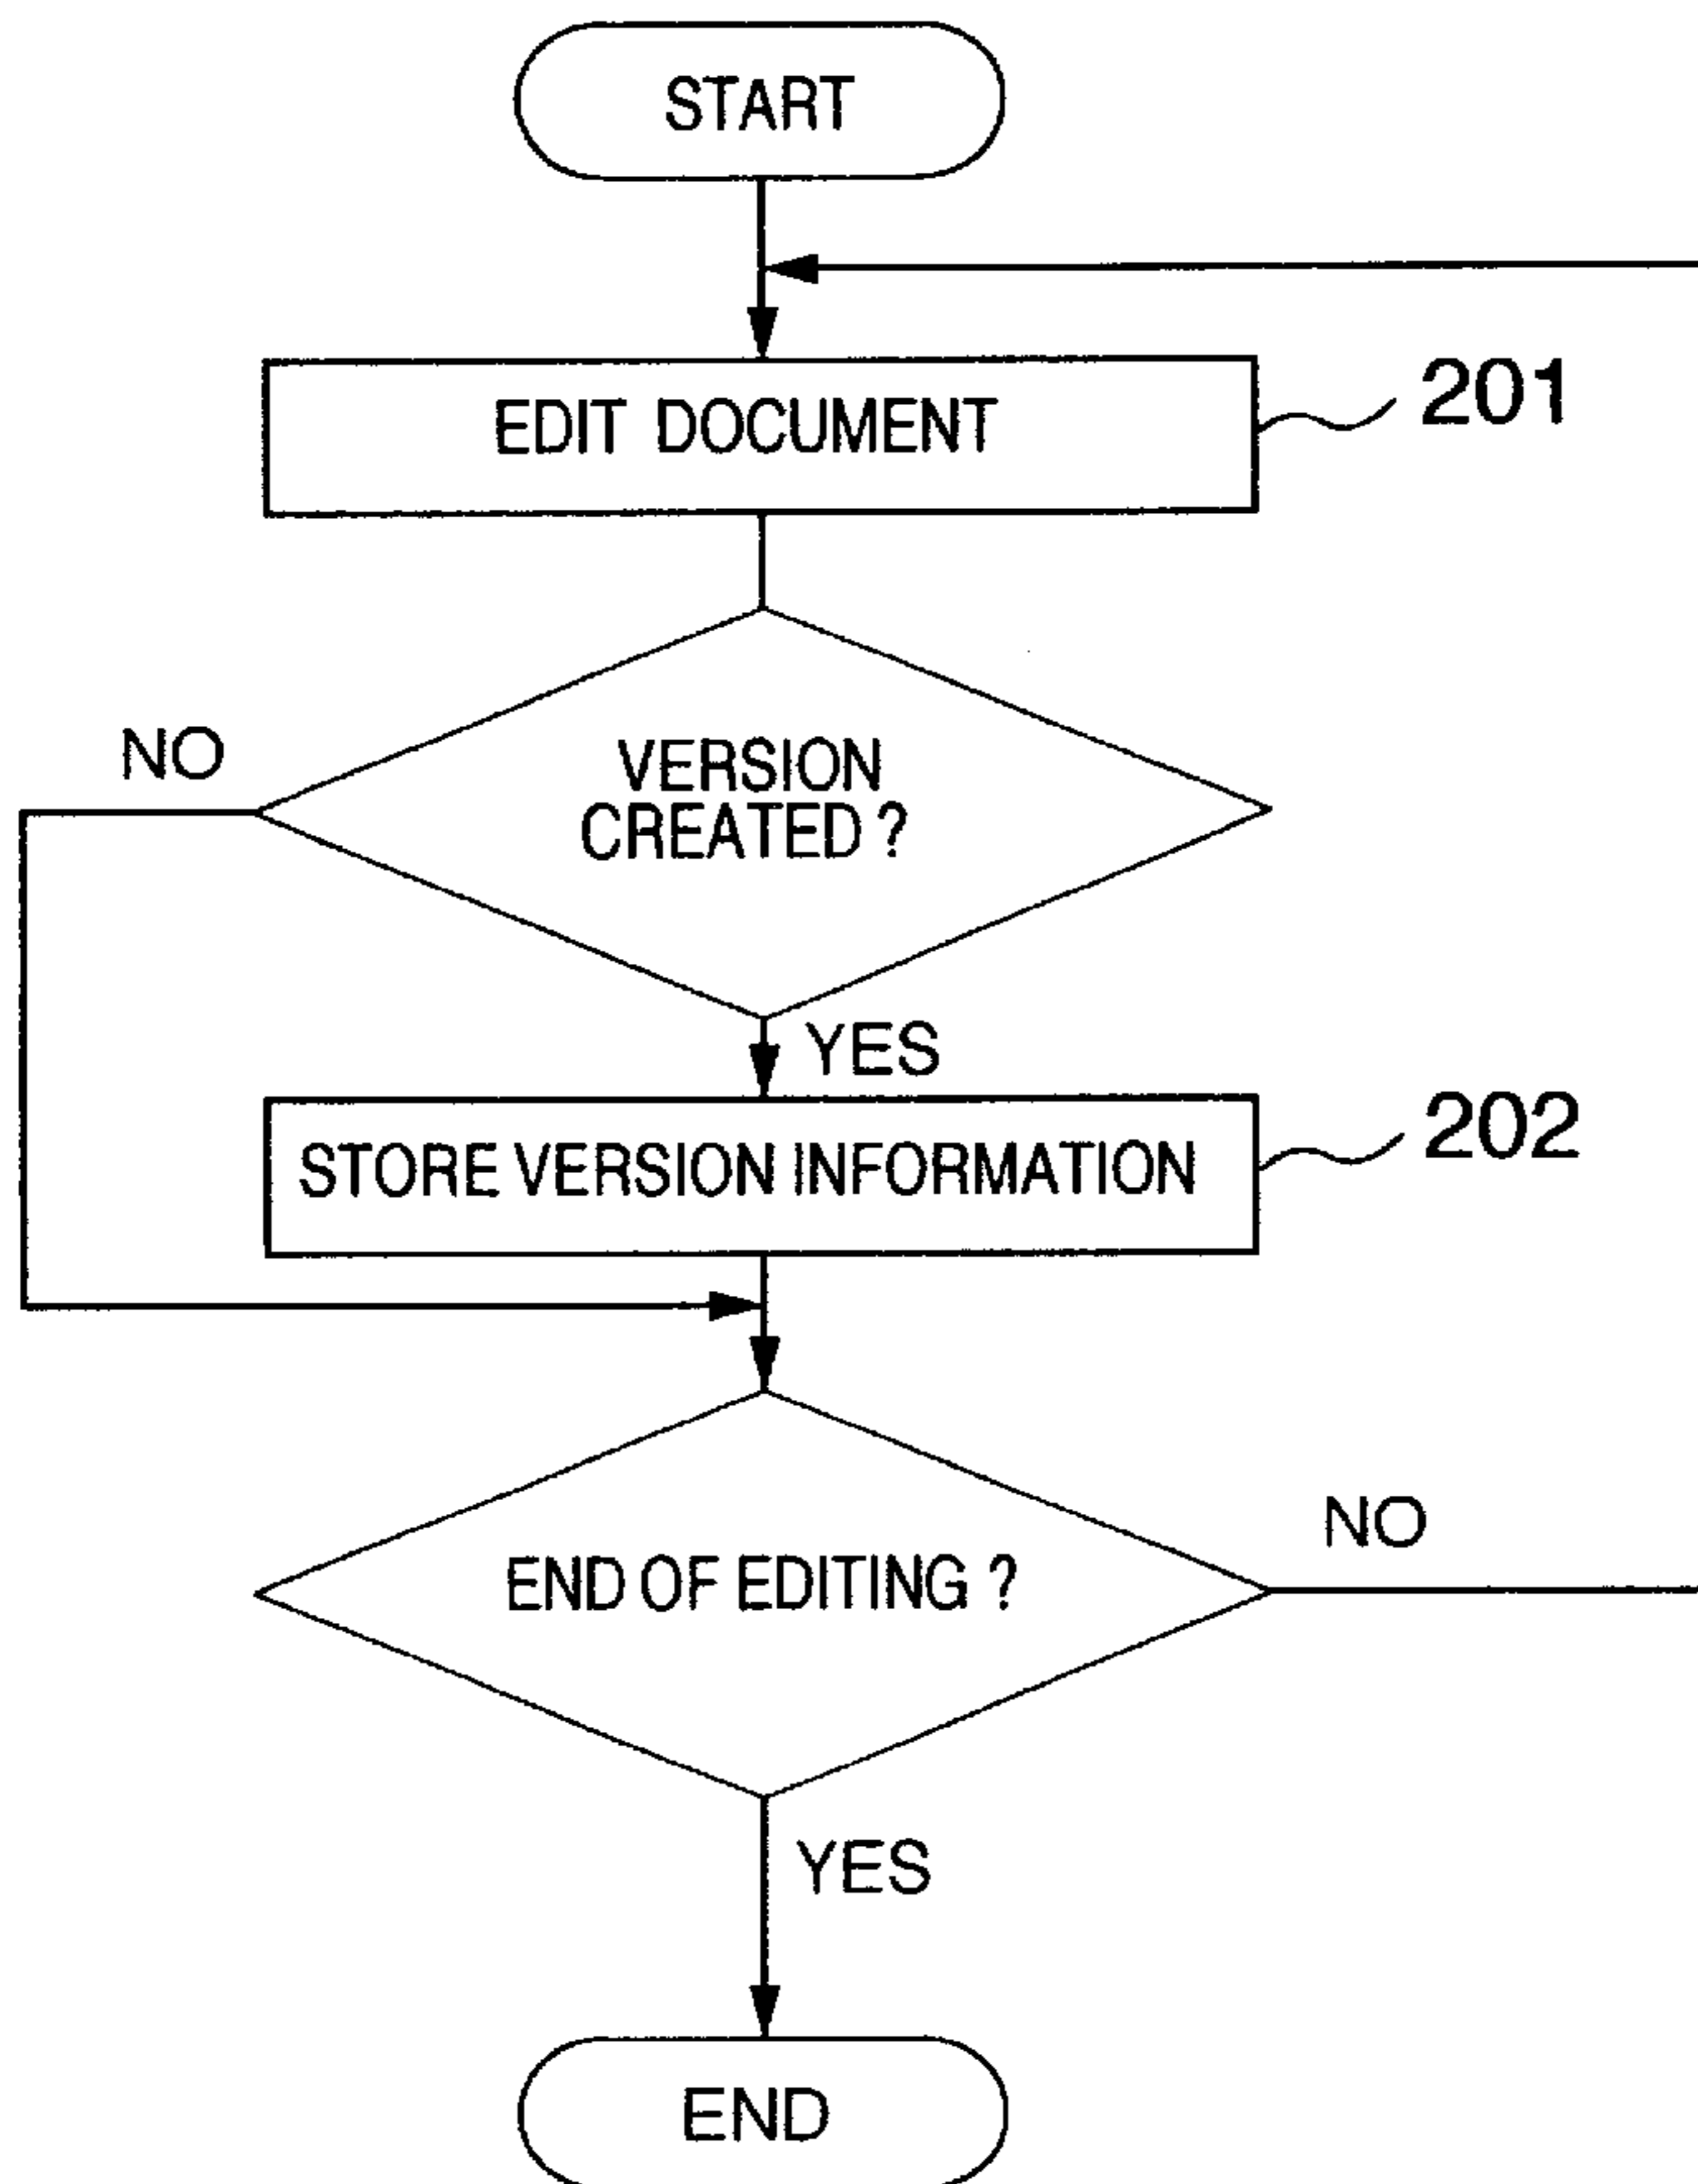 START
EDIT DOCUMENT
201
NO
VERSION
CREATED ?
YES
STORE VERSION INFORMATION
202
END OF EDITING ?
NO
YES
END